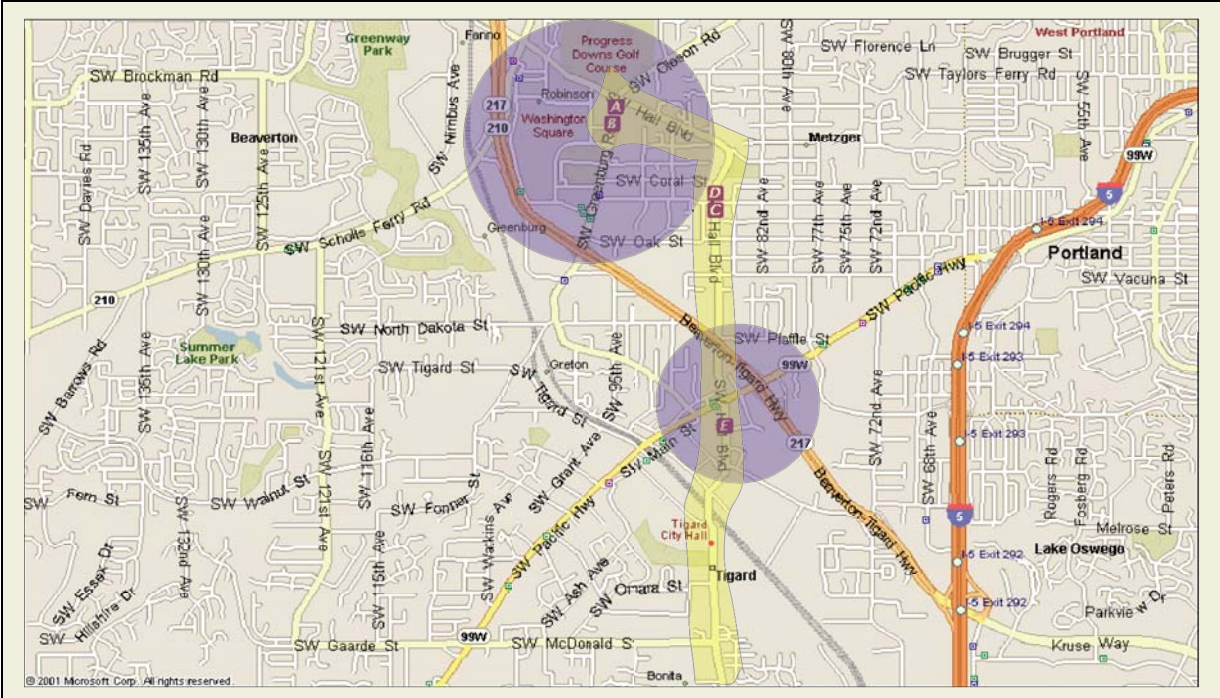 Fanno
Greenway
Park
SW Brockman Rd
SW 135th Ave
SW 130th Ave
Beaverton
SW 125th Ave
SW Davies Rd
SW Nimbus Ave
217
210
Progress
Downs Golf
Course
SW Oleson Rd
Robinson
Washington
Square
A
B
SW Hall Blvd
SW Greenburg Rd
SW Coral St
SW Oak St
D
C
Hall Blvd
SW 80th Ave
SW Florence Ln
SW Brugger St
SW Taylors Ferry Rd
West Portland
SW 55th Ave
Metzger
99W
5
I-5 Exit 294
Portland
SW Vacuna St
SW 82nd Ave
SW 77th Ave
SW 75th Ave
SW 72nd Ave
SW Pacific Hwy
SW Scholls Ferry Rd
Greenburg
SW 130th Ave
210
SW North Dakota St
Summer
Lake Park
SW Tigard St
SW Barrows Rd
SW 135th Ave
SW 121st Ave
Greton
SW Tigard St
SW 95th Ave
Beaverton-Tigard Hwy
SW Pfaffle St
99W
I-5 Exit 294
I-5 Exit 293
SW 72nd Ave
SW 68th Ave
I-5 Exit 293
SW Hall Blvd
E
217
SW Main St
SW Grant Ave
SW 116th Ave
SW Walnut St
SW Fern St
SW 121st Ave
SW Fonner St
SW Watkins Ave
SW Pacific Hwy
SW 132nd Ave
SW Essex Dr
Hillshire Dr
SW 115th Ave
Tigard
City Hall
Tigard
SW Ash Ave
SW Omara St
Beaverton-Tigard Hwy
5
Rogers Rd
Fosberg Rd
Peters Rd
Melrose St
I-5 Exit 292
Lake Oswego
I-5 Exit 292
Parkview Dr
Kruse Way
99W
SW Gaarde St
SW McDonald S
Bonita
© 2001 Microsoft Corp. All rights reserved.